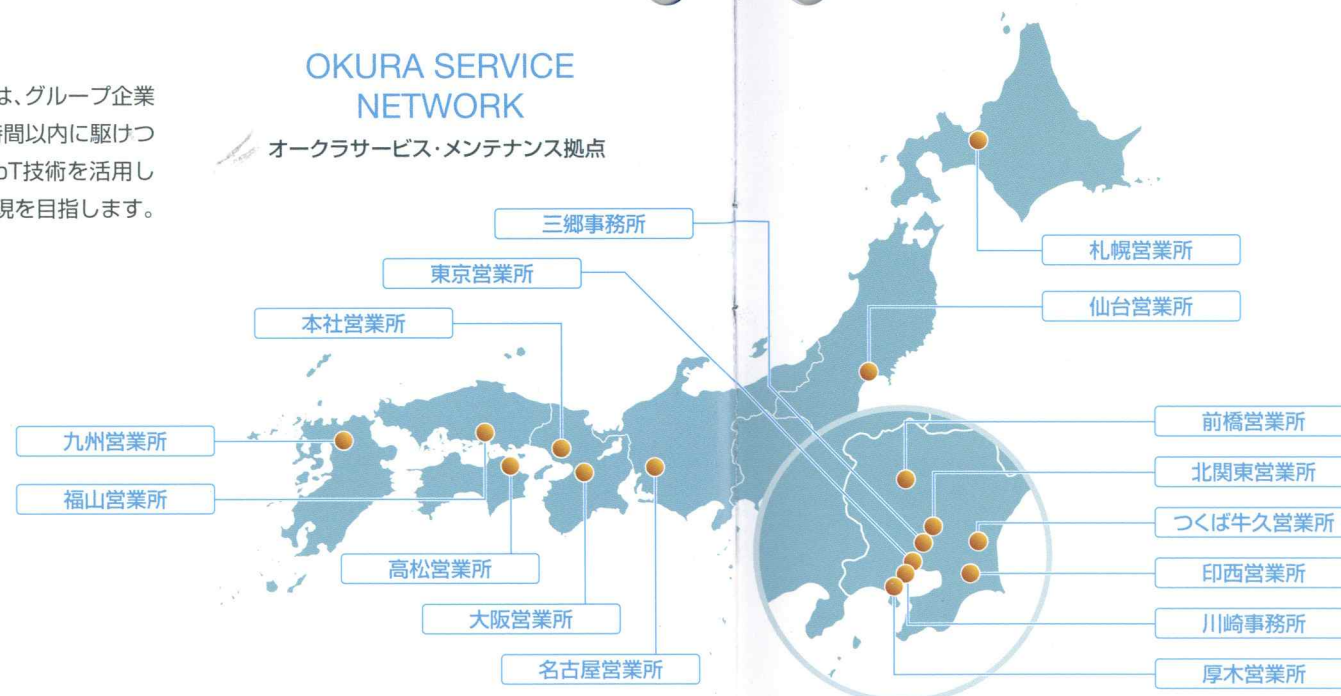 は、グループ企業
時間以内に駆けつ
oT技術を活用し
現を目指します。
OKURA SERVICE
NETWORK
オークラサービス・メンテナンス拠点
三郷事務所
東京営業所
本社営業所
九州営業所
福山営業所
高松営業所
大阪営業所
名古屋営業所
札幌営業所
仙台営業所
前橋営業所
北関東営業所
つくば牛久営業所
印西営業所
川崎事務所
厚木営業所